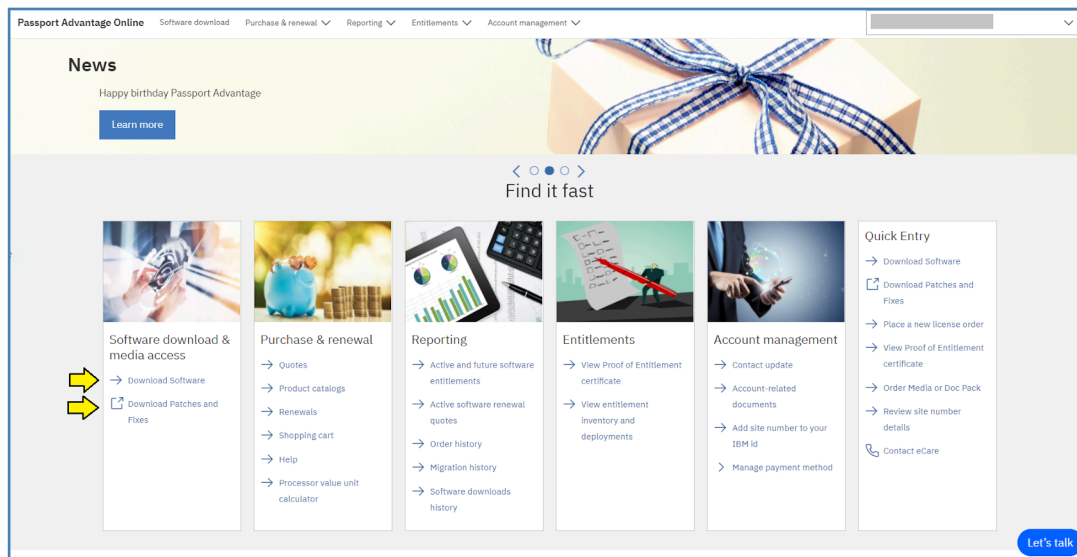 Passport Advantage Online Software download Purchase & renewal Reporting Entitlements Account management
News
Happy birthday Passport Advantage
Learn more
Find it fast
Software download &
media access
Download Software
Download Patches and
Fixes
Purchase & renewal
Quotes
Product catalogs
Renewals
Shopping cart
Help
Processor value unit
calculator
Reporting
Active and future software
entitlements
Active software renewal
quotes
Order history
Migration history
Software downloads
history
Entitlements
View Proof of Entitlement
certificate
View entitlement
inventory and
deployments
Account management
Contact update
Account-related
documents
Add site number to your
IBM id
Manage payment method
Quick Entry
Download Software
Download Patches and
Fixes
Place a new license order
View Proof of Entitlement
certificate
Order Media or Doc Pack
Review site number
details
Contact eCare
Let's talk